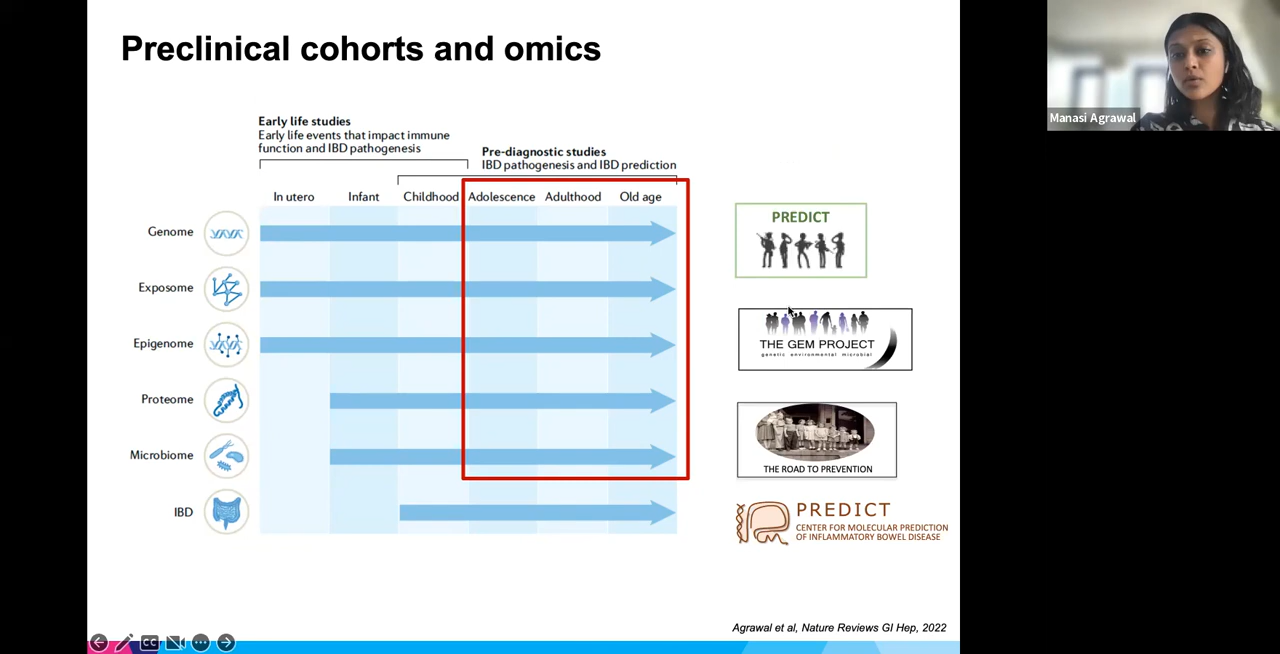 Preclinical cohorts and omics
Early life studies
Early life events that impact immune
function and IBD pathogenesis
Pre-diagnostic studies
IBD pathogenesis and IBD prediction
In utero
Infant
Childhood
Adolescence
Adulthood
Old age
Genome
Exposome
Epigenome
Proteome
Microbiome
IBD
PREDICT
THE GEM PROJECT
genetic environmental microbial
THE ROAD TO PREVENTION
PREDICT
CENTER FOR MOLECULAR PREDICTION
OF INFLAMMATORY BOWEL DISEASE
Agrawal et al, Nature Reviews GI Hep, 2022
CC
Manasi Agrawal